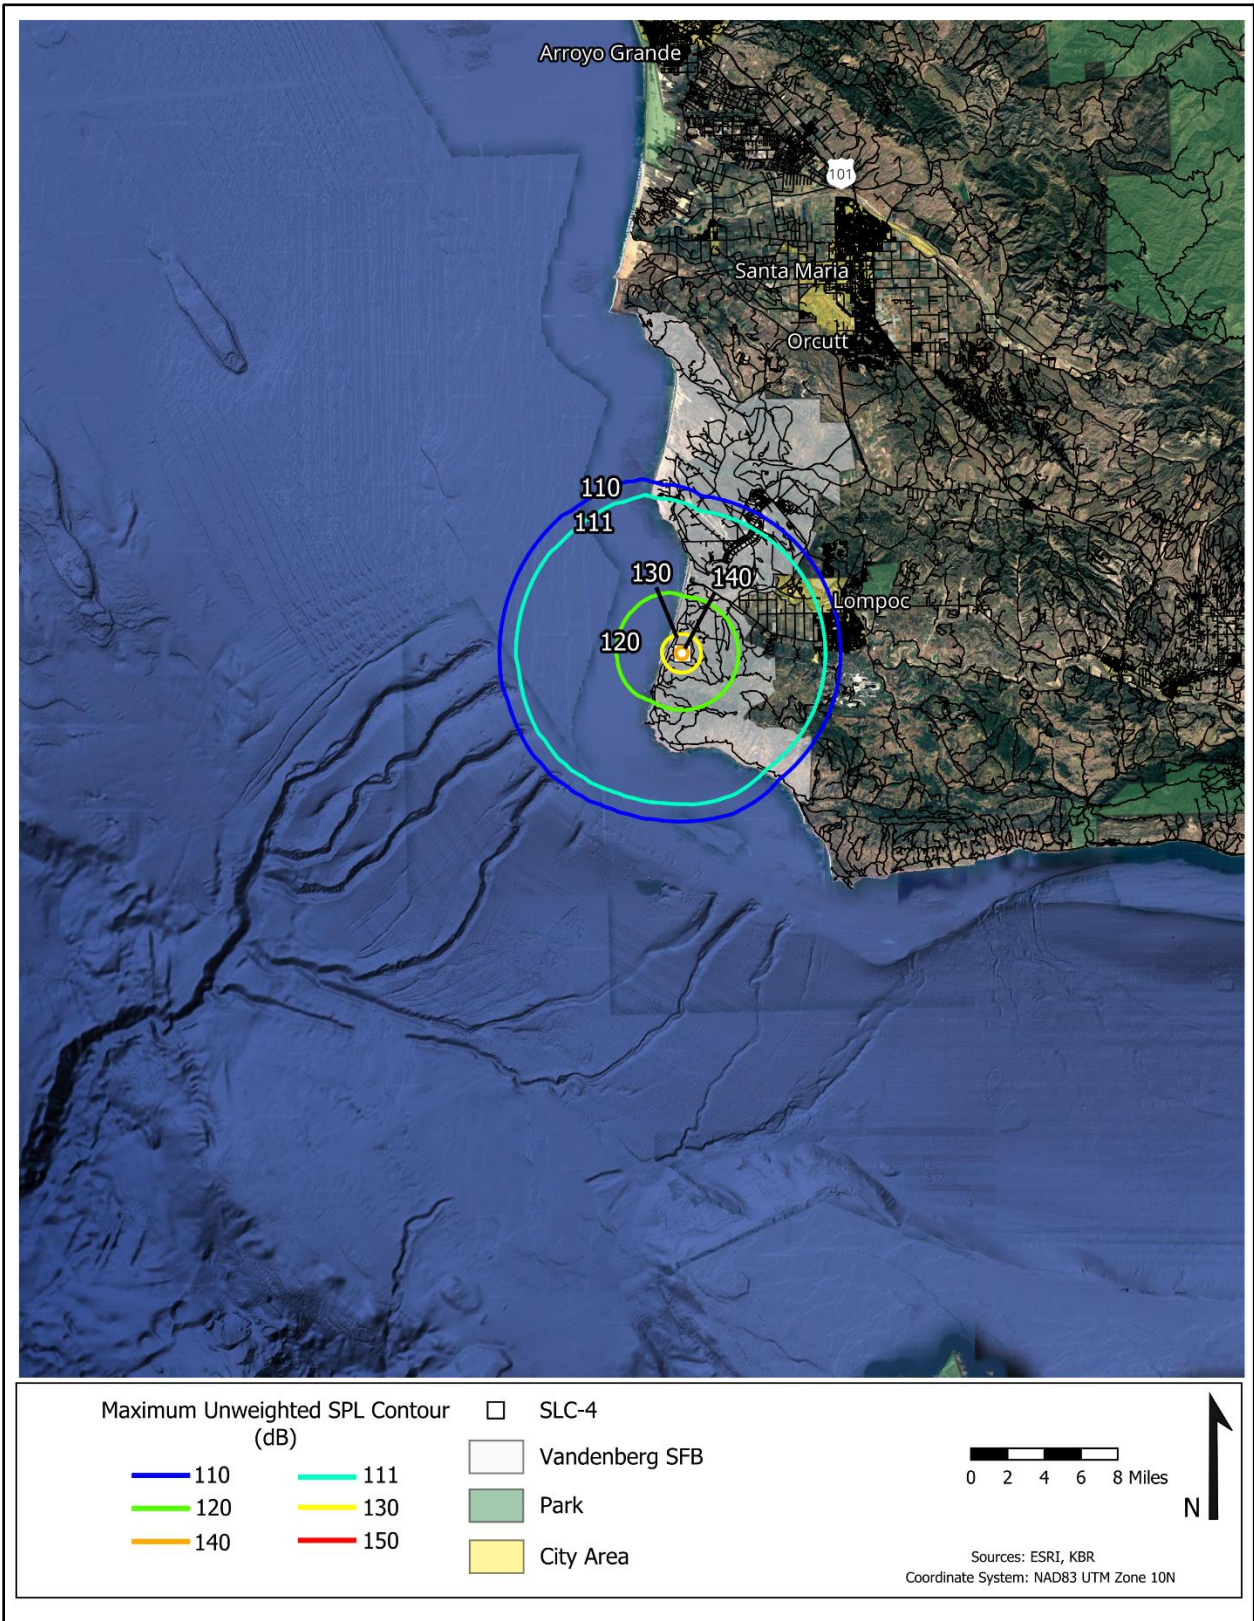 Arroyo Grande
101
Santa Maria
Orcutt
110
111
130
140
120
Lompoc
Maximum Unweighted SPL Contour
(dB)
110
111
120
130
140
150
SLC-4
Vandenberg SFB
Park
City Area
0 2 4 6 8 Miles
N
Sources: ESRI, KBR
Coordinate System: NAD83 UTM Zone 10N